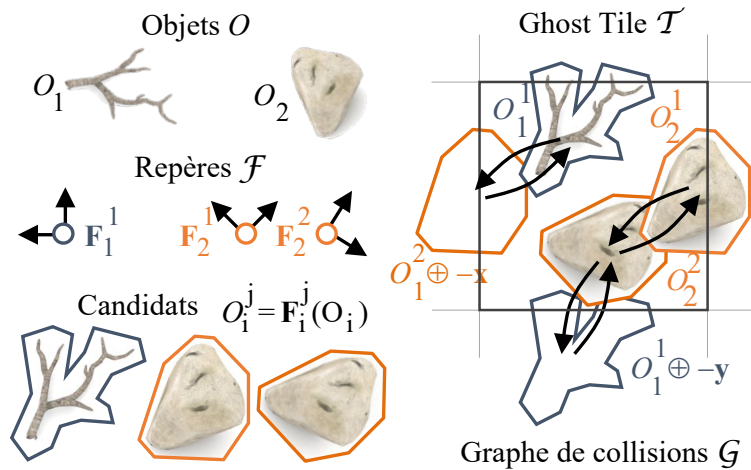 Objets O
O₁
O₂
Repères ℱ
F₁¹
F₂¹
F₂²
Candidats
Oᵢʲ = Fᵢʲ(Oᵢ)
Ghost Tile 𝒯
O₁¹
O₂¹
O₁² ⊕ -x
O₂²
O₁¹ ⊕ -y
Graphe de collisions 𝒢